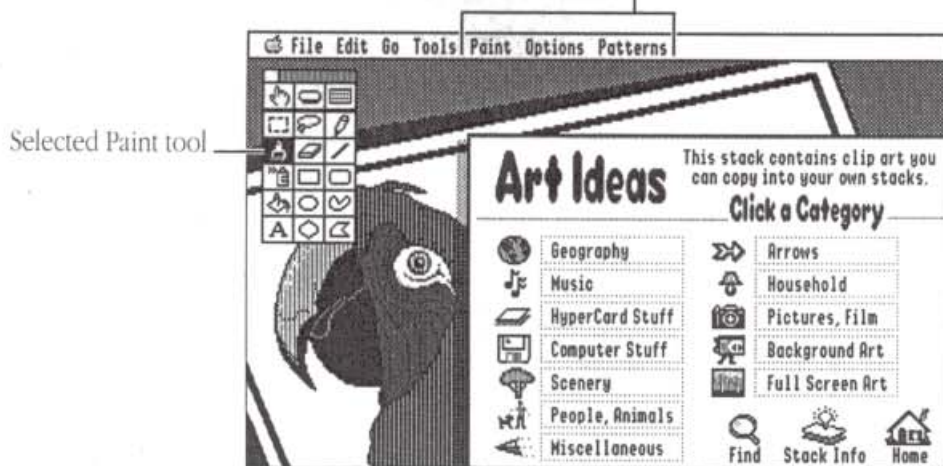 File Edit Go Tools Paint Options Patterns
Selected Paint tool
A
Art Ideas
This stack contains clip art you
can copy into your own stacks.
Click a Category
Geography
Music
HyperCard Stuff
Computer Stuff
Scenery
People, Animals
Miscellaneous
Arrows
Household
Pictures, Film
Background Art
Full Screen Art
Find Stack Info Home